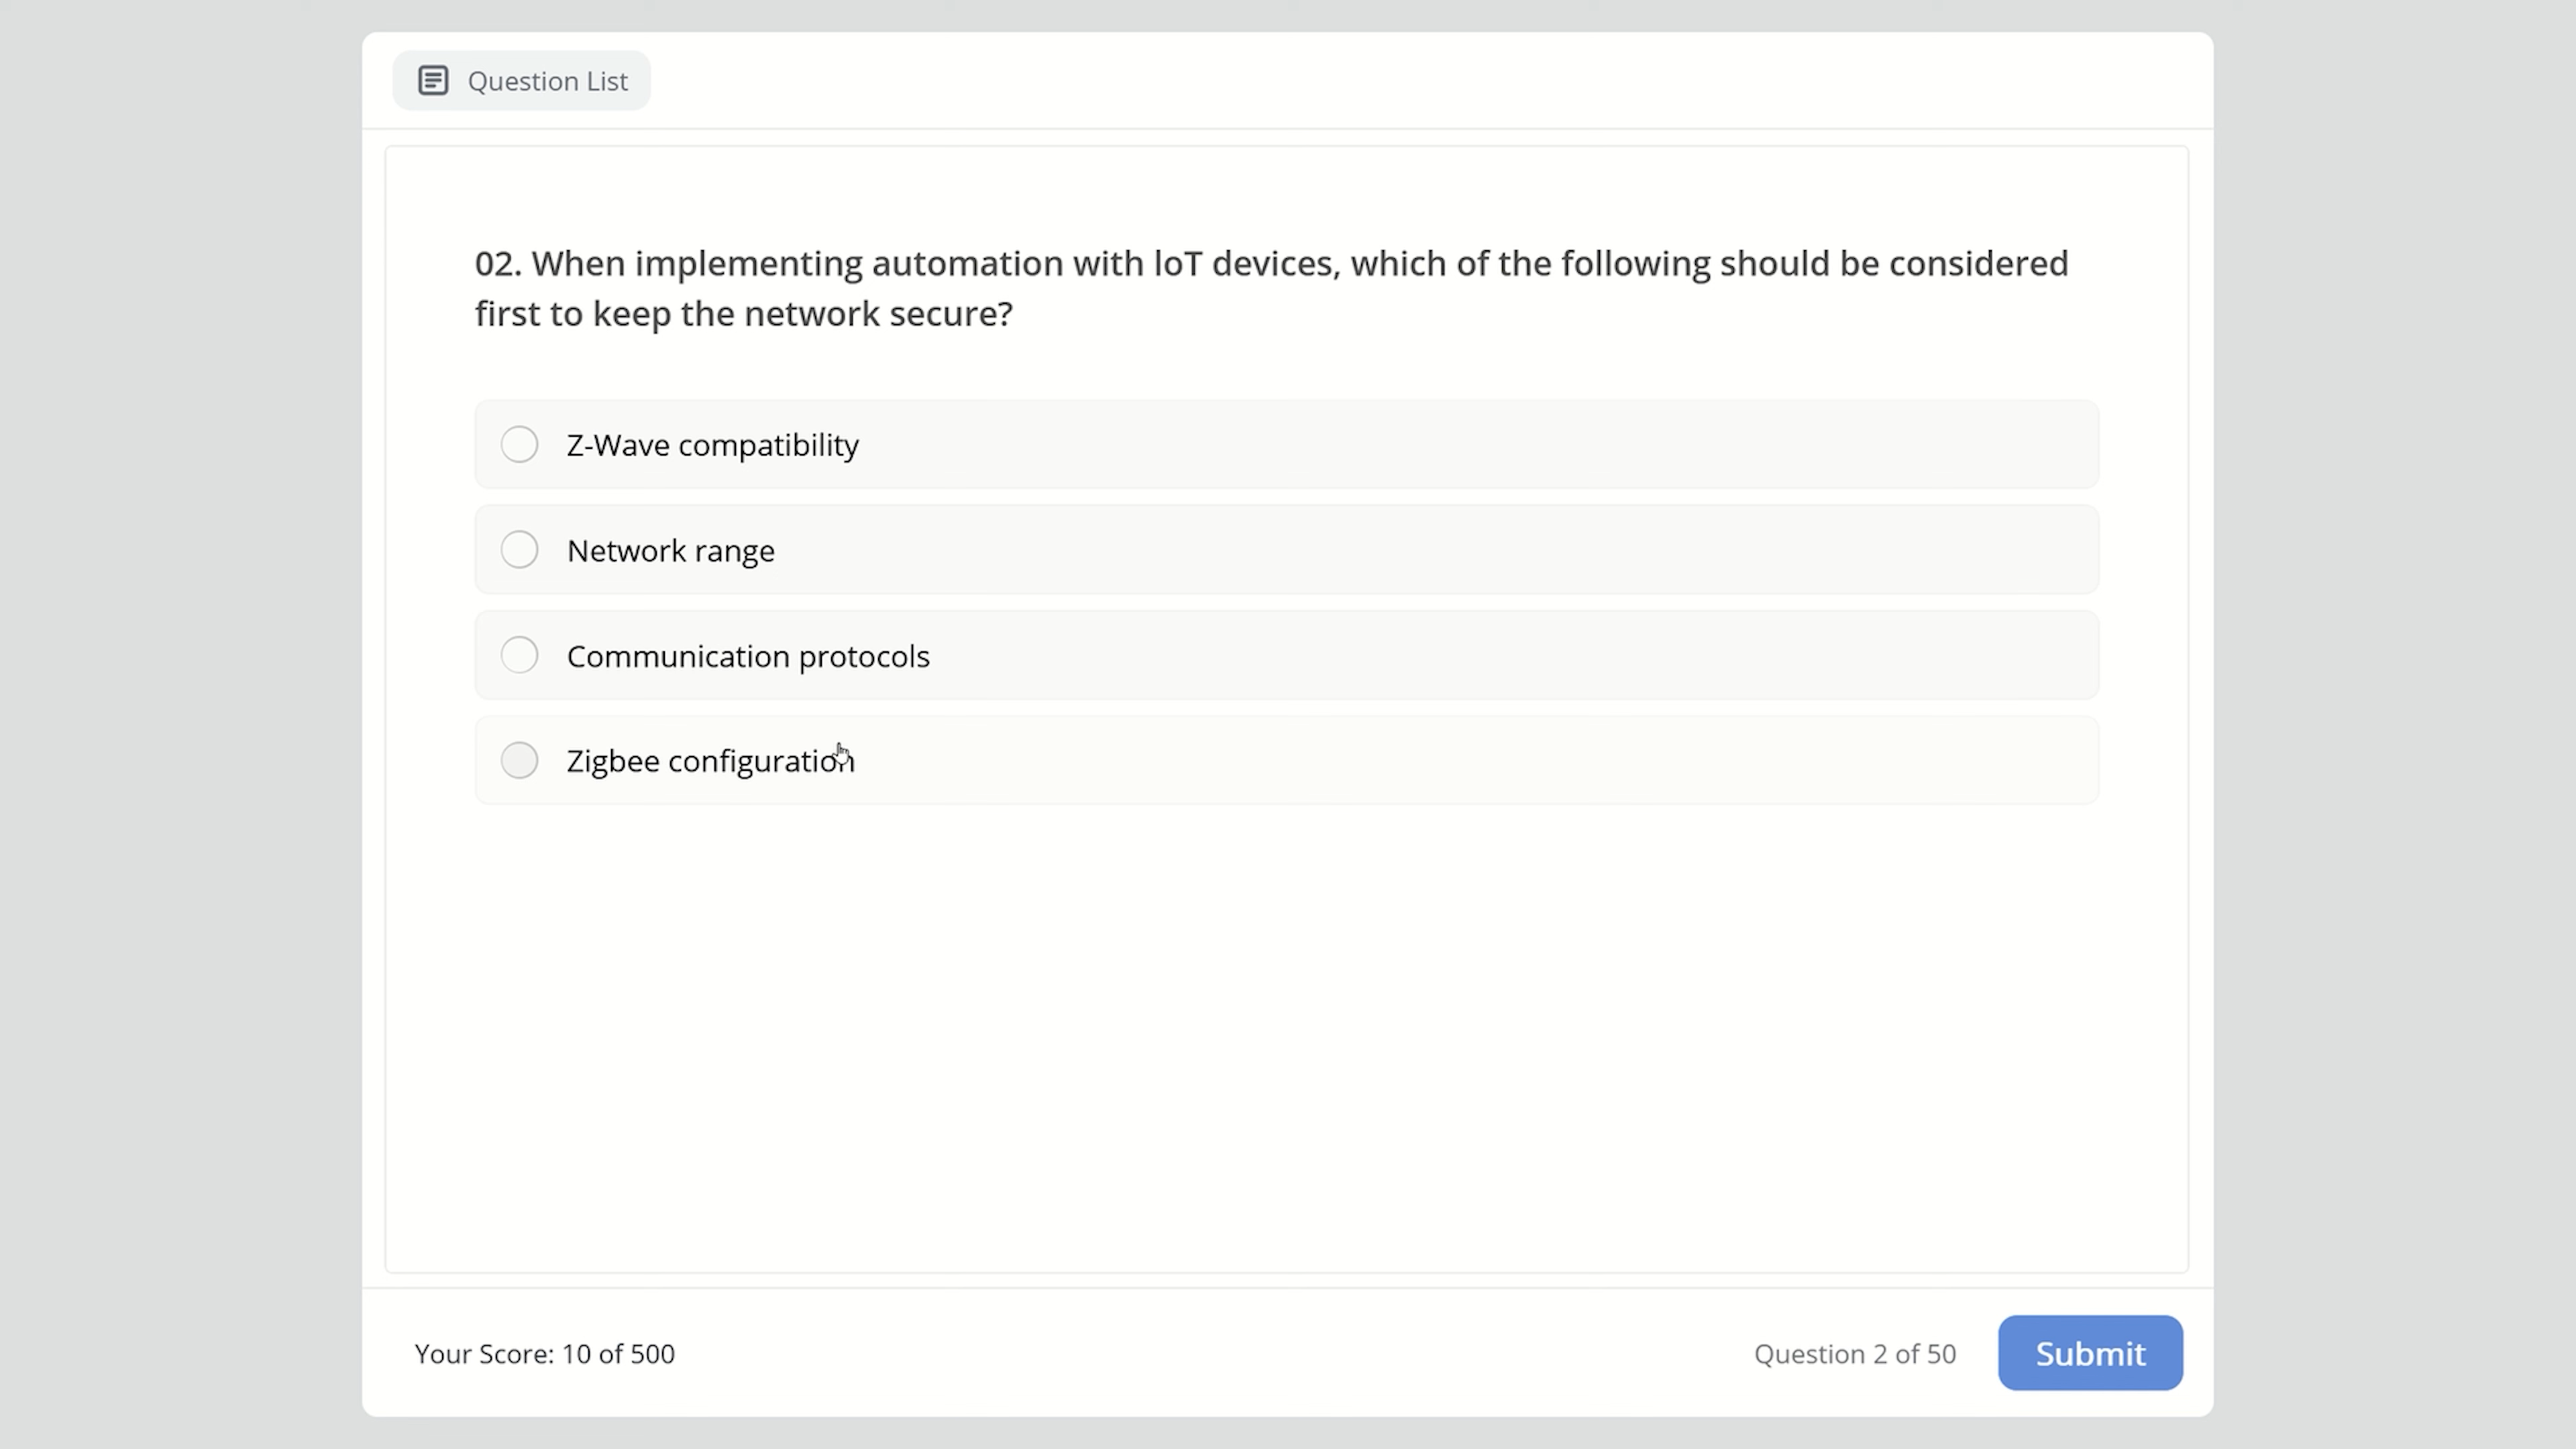 Question List
02. When implementing automation with loT devices, which of the following should be considered
first to keep the network secure?
Z-Wave compatibility
Network range
Communication protocols
Zigbee configuration
Your Score: 10 of 500
Question 2 of 50
Submit